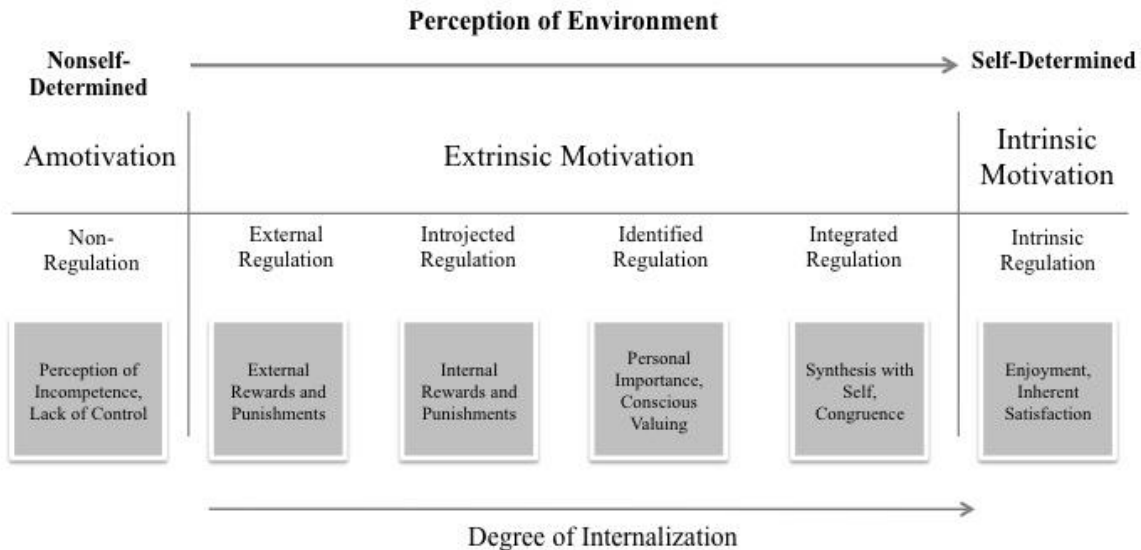 Perception of Environment
Nonself-
Determined
Self-Determined
Amotivation
Extrinsic Motivation
Intrinsic
Motivation
Non-
Regulation
External
Regulation
Introjected
Regulation
Identified
Regulation
Integrated
Regulation
Intrinsic
Regulation
Perception of
Incompetence,
Lack of Control
External
Rewards and
Punishments
Internal
Rewards and
Punishments
Personal
Importance,
Conscious
Valuing
Synthesis with
Self,
Congruence
Enjoyment,
Inherent
Satisfaction
Degree of Internalization